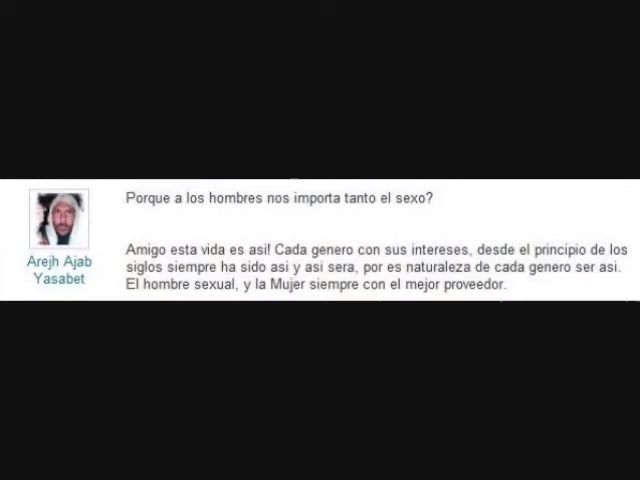 Porque a los hombres nos importa tanto el sexo?
Arejh Ajab
Yasabet
Amigo esta vida es asi! Cada genero con sus intereses, desde el principio de los
siglos siempre ha sido asi y asi sera, por es naturaleza de cada genero ser asi.
El hombre sexual, y la Mujer siempre con el mejor proveedor.